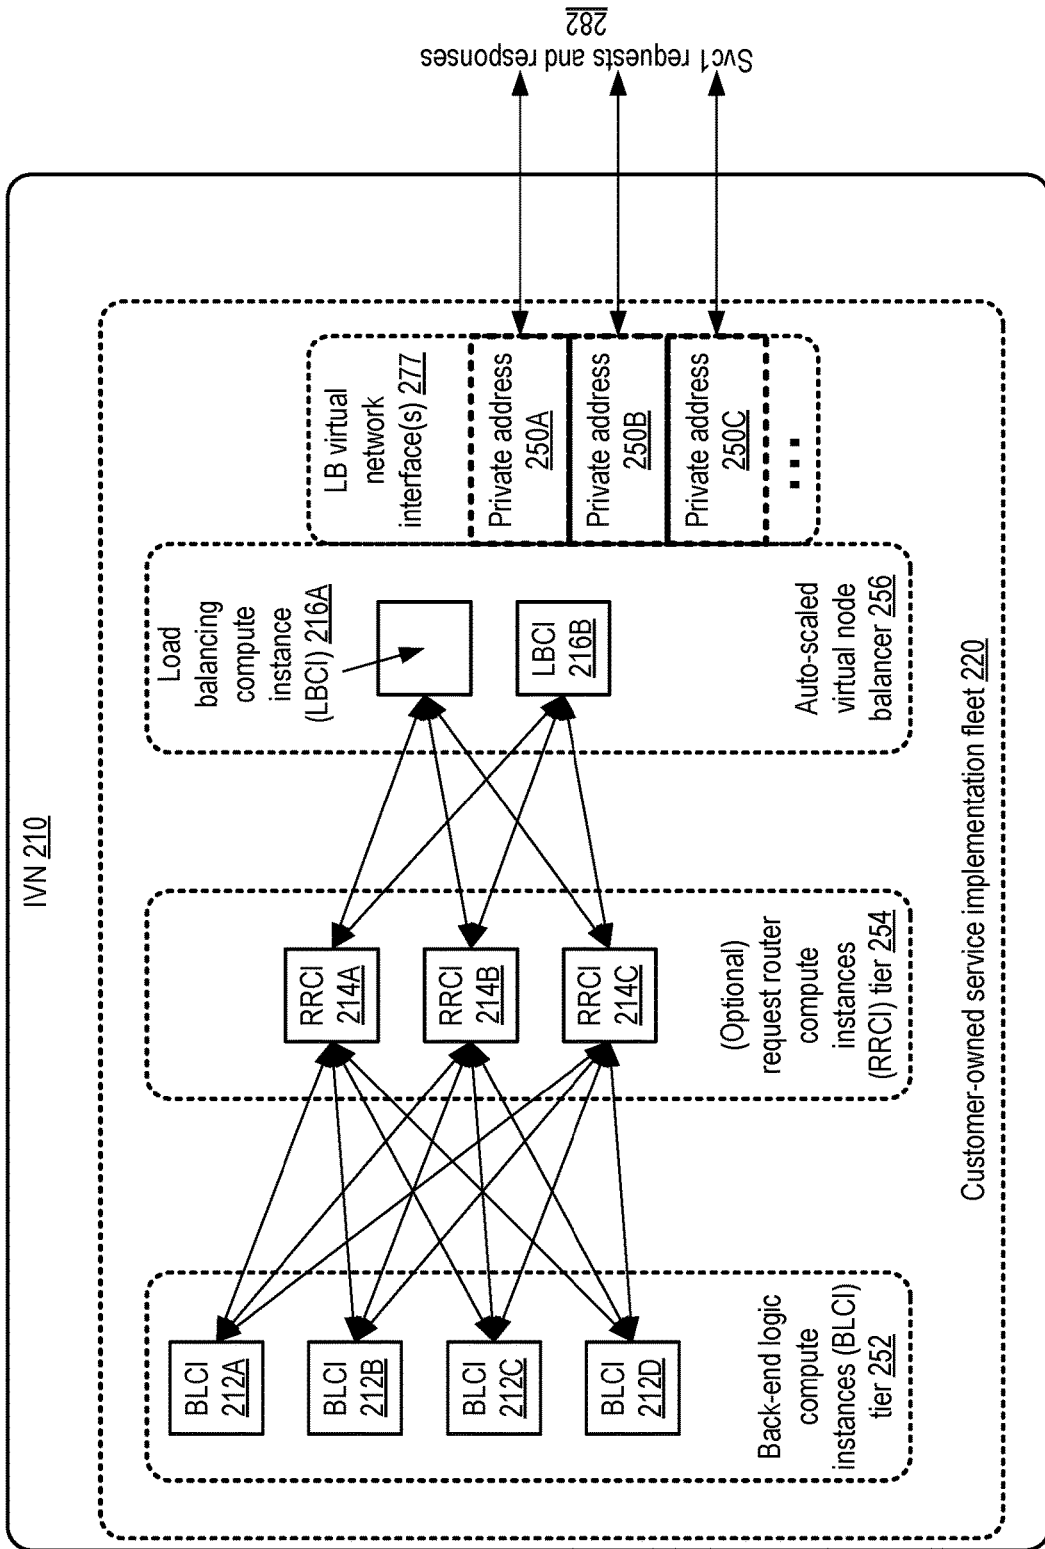 IVN 210
BLCI
212A
BLCI
212B
BLCI
212C
BLCI
212D
Back-end logic
compute
instances (BLCI)
tier 252
RRCI
214A
RRCI
214B
RRCI
214C
(Optional)
request router
compute
instances
(RRCI) tier 254
Load
balancing
compute
instance
(LBCI) 216A
LBCI
216B
Auto-scaled
virtual node
balancer 256
LB virtual
network
interface(s) 277
Private address
250A
Private address
250B
Private address
250C
...
Customer-owned service implementation fleet 220
Svc1 requests and responses
282